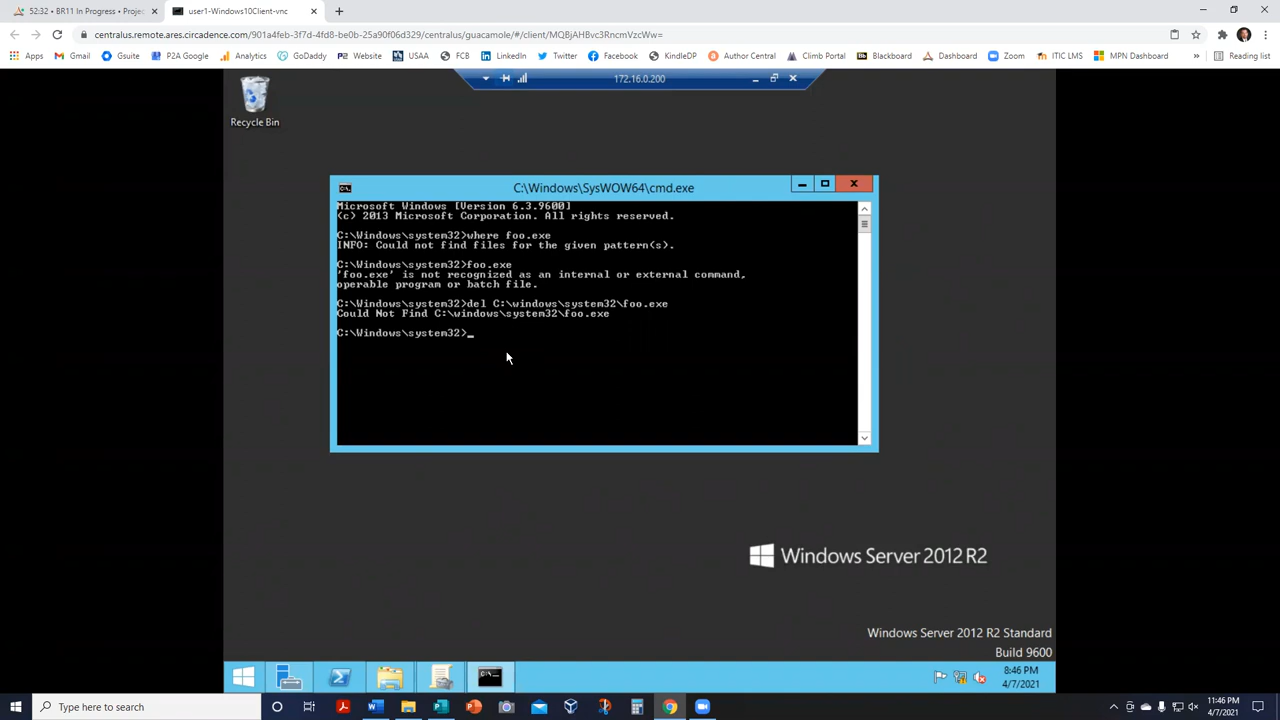 52:32 | BR11 In Progress • Projec
user1-Windows10Client-vnc
centralus.remote.ares.circadence.com/901a4feb-3f7d-4fd8-be0b-25a90f06d329/centralus/guacamole/#/client/MQBjAHBvc3RncmVzcWw=
Apps
Gmail
Gsuite
P2A Google
Analytics
GoDaddy
Website
USAA
FCB
LinkedIn
Twitter
Facebook
KindleDP
Author Central
Climb Portal
Blackboard
Dashboard
Zoom
ITIC LMS
MPN Dashboard
»
Reading list
172.16.0.200
Recycle Bin
C:\Windows\SysWOW64\cmd.exe
Microsoft Windows [Version 6.3.9600]
(c) 2013 Microsoft Corporation. All rights reserved.
C:\Windows\system32>where foo.exe
INFO: Could not find files for the given pattern(s).
C:\Windows\system32>foo.exe
'foo.exe' is not recognized as an internal or external command,
operable program or batch file.
C:\Windows\system32>del C:\windows\system32\foo.exe
Could Not Find C:\windows\system32\foo.exe
C:\Windows\system32>_
Windows Server 2012 R2
Windows Server 2012 R2 Standard
Build 9600
8:46 PM
4/7/2021
Type here to search
11:46 PM
4/7/2021